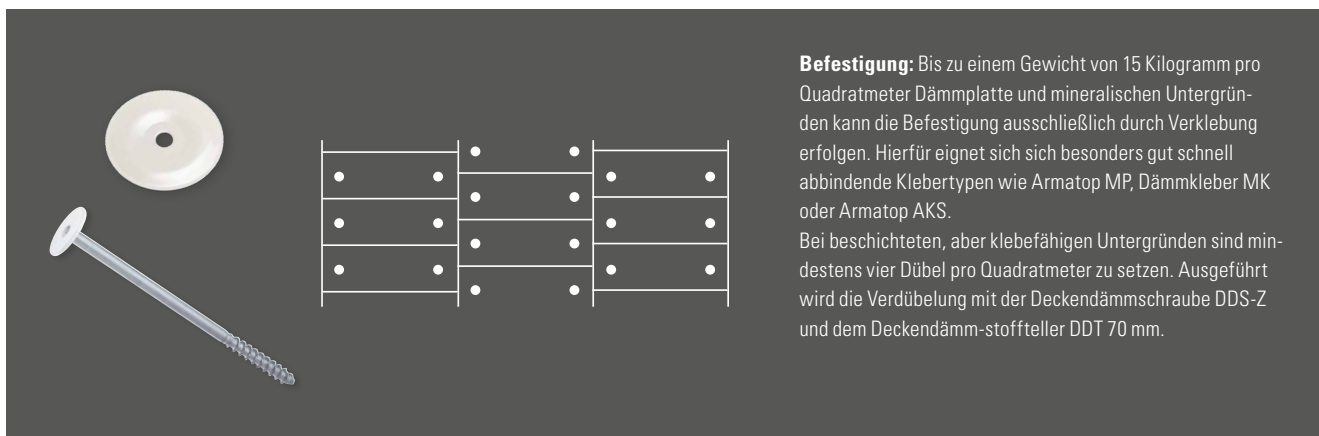 Befestigung: Bis zu einem Gewicht von 15 Kilogramm pro
Quadratmeter Dämmplatte und mineralischen Untergrün-
den kann die Befestigung ausschließlich durch Verklebung
erfolgen. Hierfür eignet sich sich besonders gut schnell
abbindende Klebertypen wie Armatop MP, Dämmkleber MK
oder Armatop AKS.
Bei beschichteten, aber klebefähigen Untergründen sind min-
destens vier Dübel pro Quadratmeter zu setzen. Ausgeführt
wird die Verdübelung mit der Deckendämmschraube DDS-Z
und dem Deckendämm-stoffteller DDT 70 mm.